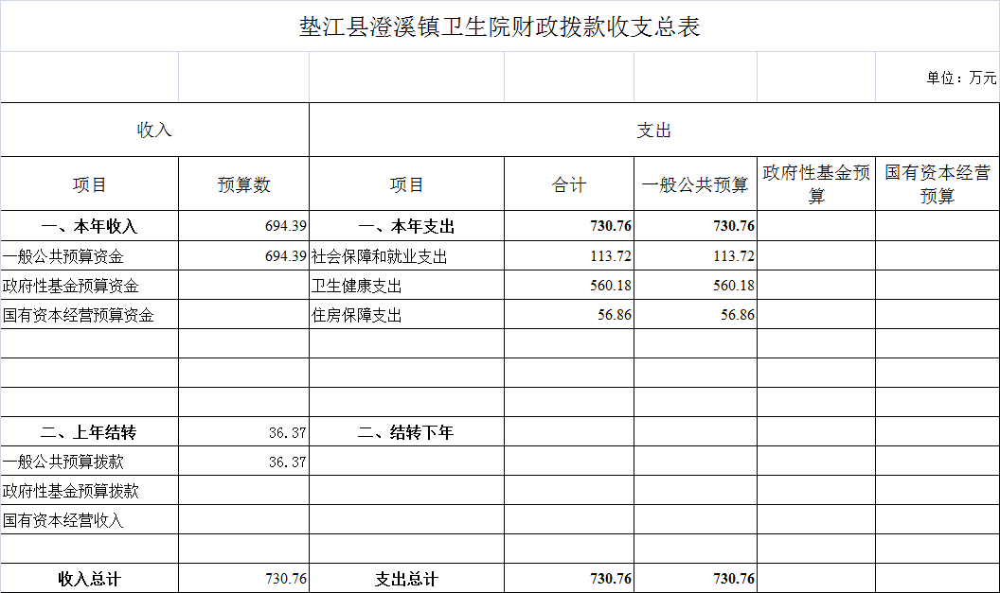 垫江县澄溪镇卫生院财政拨款收支总表
单位：万元
收入 支出
项目 预算数 项目 合计 一般公共预算 政府性基金预算 国有资本经营预算
一、本年收入 694.39 一、本年支出 730.76 730.76
一般公共预算资金 694.39 社会保障和就业支出 113.72 113.72
政府性基金预算资金 卫生健康支出 560.18 560.18
国有资本经营预算资金 住房保障支出 56.86 56.86
二、上年结转 36.37 二、结转下年
一般公共预算拨款 36.37
政府性基金预算拨款
国有资本经营收入
收入总计 730.76 支出总计 730.76 730.76